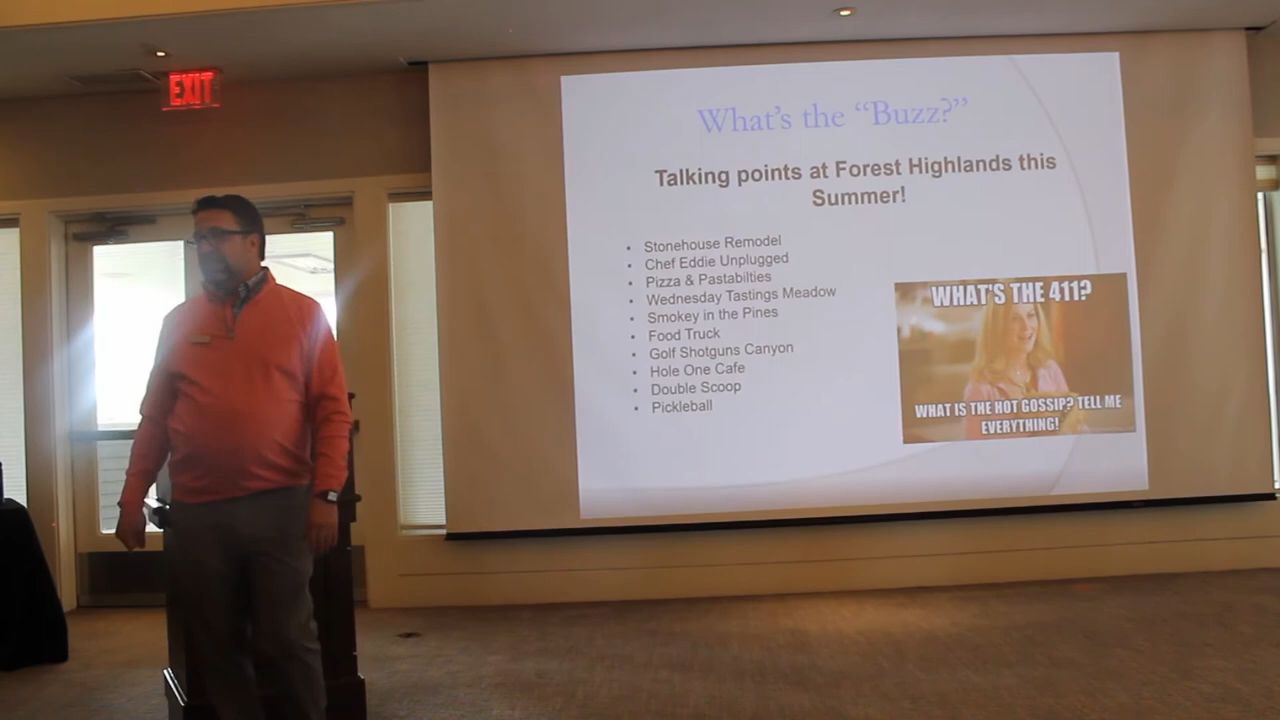 EXIT
What's the “Buzz?”
Talking points at Forest Highlands this
Summer!
• Stonehouse Remodel
• Chef Eddie Unplugged
• Pizza & Pastabilties
• Wednesday Tastings Meadow
• Smokey in the Pines
• Food Truck
• Golf Shotguns Canyon
• Hole One Cafe
• Double Scoop
• Pickleball
WHAT'S THE 411?
WHAT IS THE HOT GOSSIP? TELL ME
EVERYTHING!